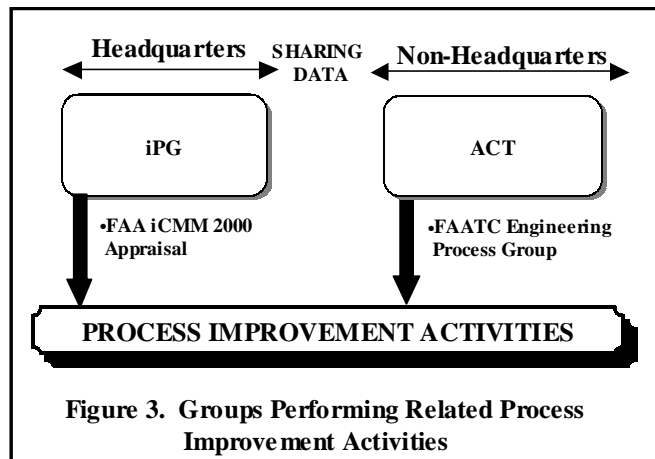 Headquarters
SHARING
DATA
Non-Headquarters
iPG
ACT
•FAA iCMM 2000
Appraisal
•FAATC Engineering
Process Group
PROCESS IMPROVEMENT ACTIVITIES
Figure 3. Groups Performing Related Process
Improvement Activities